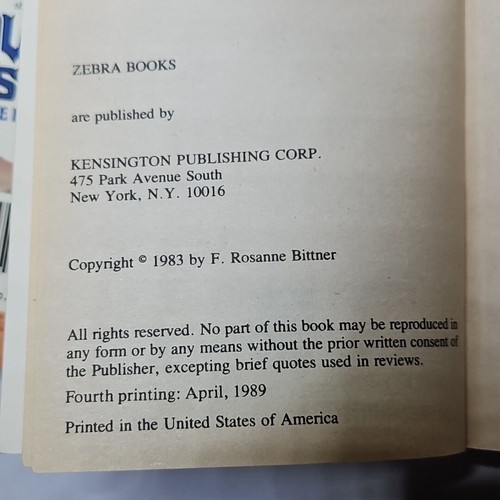 ZEBRA BOOKS
are published by
KENSINGTON PUBLISHING CORP.
475 Park Avenue South
New York, N.Y. 10016
Copyright © 1983 by F. Rosanne Bittner
All rights reserved. No part of this book may be reproduced in
any form or by any means without the prior written consent of
the Publisher, excepting brief quotes used in reviews.
Fourth printing: April, 1989
Printed in the United States of America